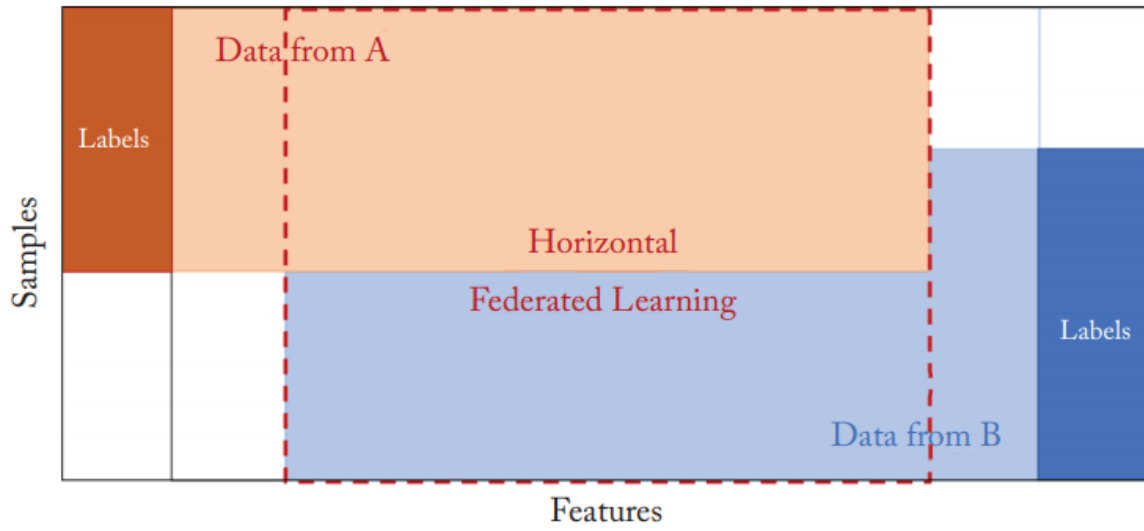 Data from A
Labels
Samples
Horizontal
Federated Learning
Labels
Data from B
Features